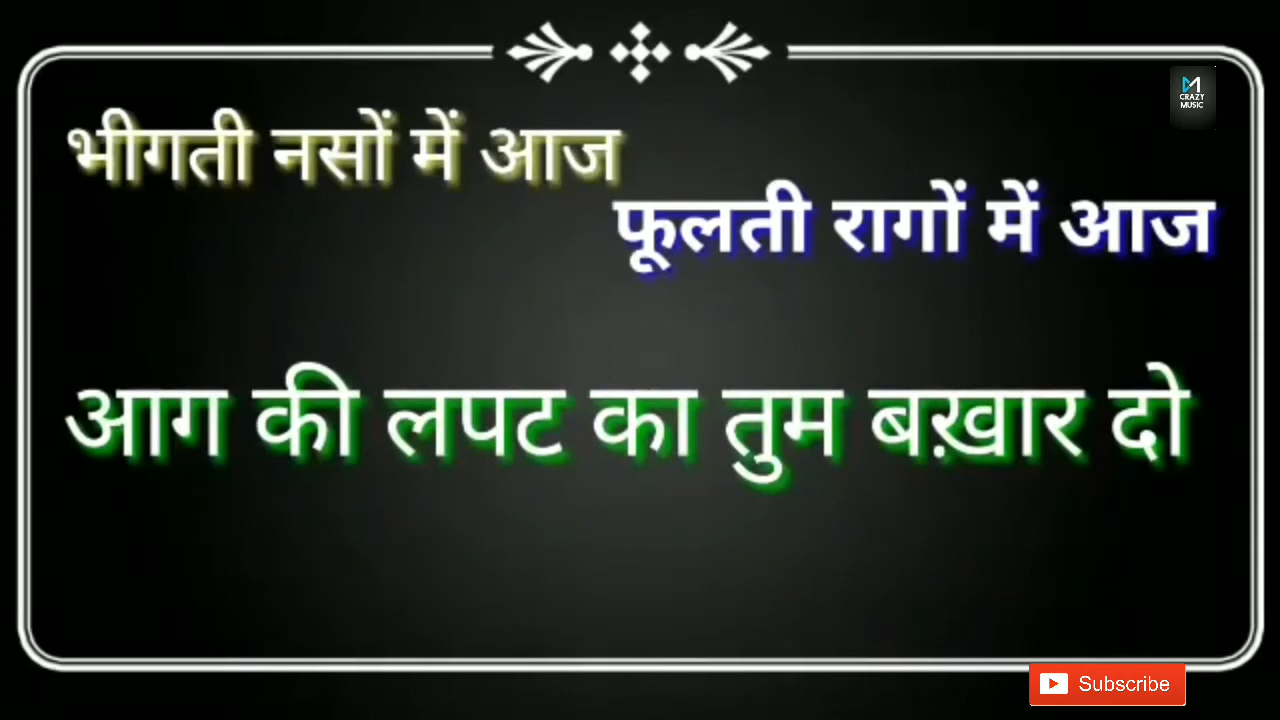 CRAZY
MUSIC
भीगती नसों में आज
फूलती रागों में आज
आग की लपट का तुम बख़ार दो
Subscribe